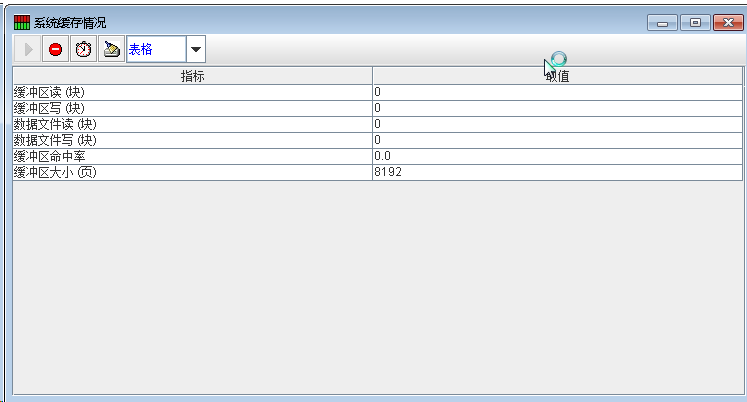 系统缓存情况
表格
指标 取值
缓冲区读 (块) 0
缓冲区写 (块) 0
数据文件读 (块) 0
数据文件写 (块) 0
缓冲区命中率 0.0
缓冲区大小 (页) 8192